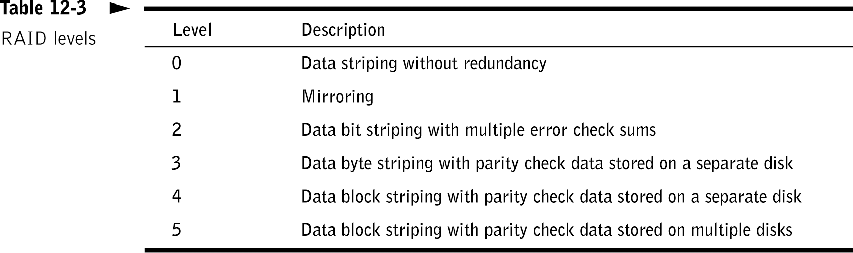 Table 12-3 ►
RAID levels
Level Description
0 Data striping without redundancy
1 Mirroring
2 Data bit striping with multiple error check sums
3 Data byte striping with parity check data stored on a separate disk
4 Data block striping with parity check data stored on a separate disk
5 Data block striping with parity check data stored on multiple disks